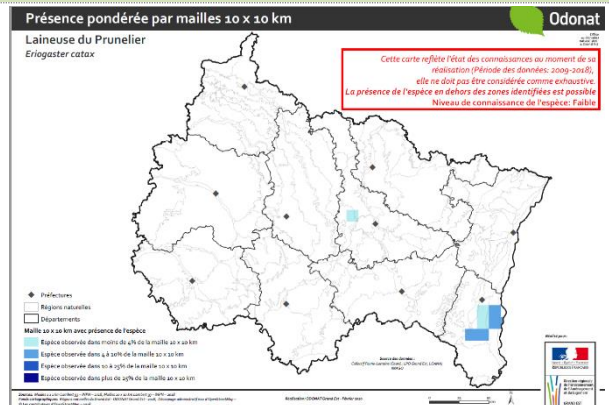 Présence pondérée par mailles 10 x 10 km
Odonat
Laineuse du Prunelier
Eriogaster catax
Cette carte reflète l'état des connaissances au moment de sa
réalisation (Période des données: 2009-2018),
elle ne doit pas être considérée comme exhaustive.
La présence de l'espèce en dehors des zones identifiées est possible
Niveau de connaissance de l'espèce: Faible
Préfectures
Régions naturelles
Départements
Maille 10 x 10 km avec présence de l'espèce
Espèce observée dans moins de 4% de la maille 10 x 10 km
Espèce observée dans 4 à 10% de la maille 10 x 10 km
Espèce observée dans 10 à 25% de la maille 10 x 10 km
Espèce observée dans plus de 25% de la maille 10 x 10 km